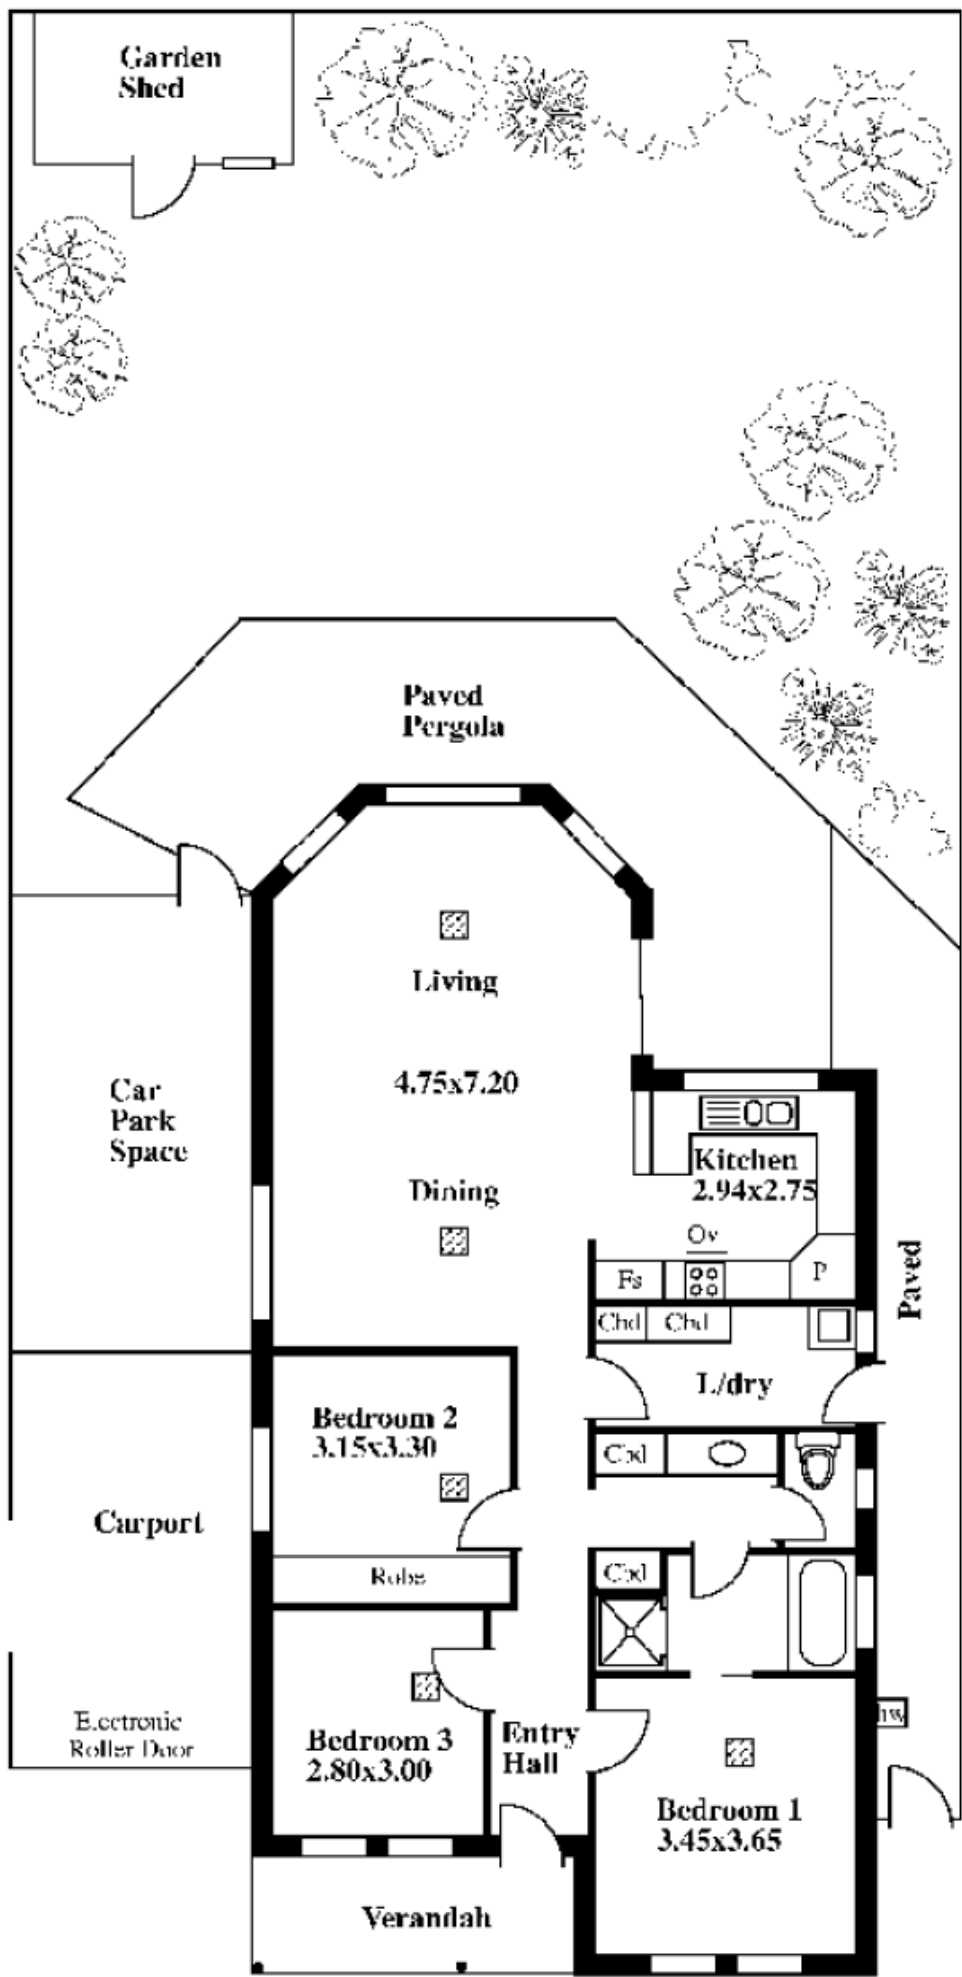 Garden
Shed
Paved
Pergola
Living
4.75x7.20
Car
Park
Space
Kitchen
2.94x2.75
Dining
Ov
Fs
P
Paved
Cbd
Cbd
L/dry
Bedroom 2
3.15x3.30
Cbd
Carport
Robe
Cbd
Electronic
Roller Door
Bedroom 3
2.80x3.00
Entry
Hall
hw
Bedroom 1
3.45x3.65
Verandah